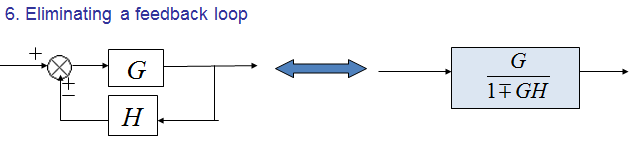 6. Eliminating a feedback loop
+
G
±
H
G
1∓GH